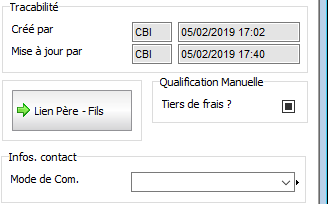 Tracabilité
Créé par CBI 05/02/2019 17:02
Mise à jour par CBI 05/02/2019 17:40
Qualification Manuelle
Lien Père - Fils
Tiers de frais ?
Infos. contact
Mode de Com.